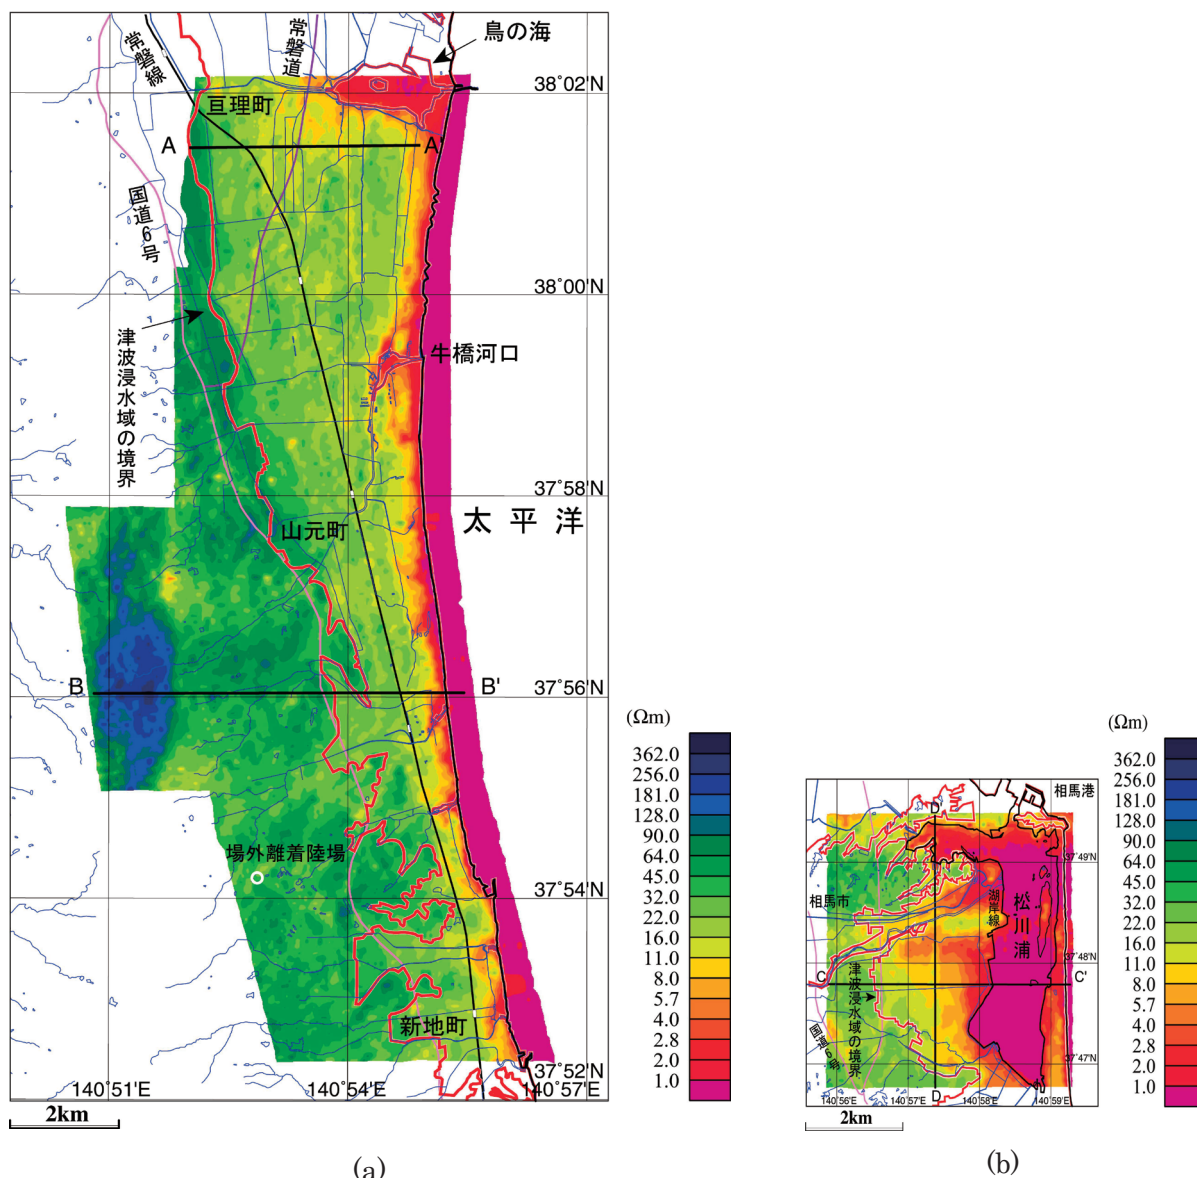 鳥の海
常磐線
常磐道
38°02'N
亘理町
A
A'
国道6号
38°00'N
津波浸水域の境界
牛橋河口
37°58'N
山元町
太平洋
B
B'
37°56'N
場外離着陸場
37°54'N
新地町
37°52'N
140°51'E
140°54'E
140°57'E
2km
(a)
(Ωm)
362.0
256.0
181.0
128.0
90.0
64.0
45.0
32.0
22.0
16.0
11.0
8.0
5.7
4.0
2.8
2.0
1.0
相馬港
D'
37°49'N
相馬市
湖岸線
松川浦
37°48'N
C
C'
津波浸水域の境界
国道6号
37°47'N
D
140°56'E
140°57'E
140°58'E
140°59'E
2km
(b)
(Ωm)
362.0
256.0
181.0
128.0
90.0
64.0
45.0
32.0
22.0
16.0
11.0
8.0
5.7
4.0
2.8
2.0
1.0